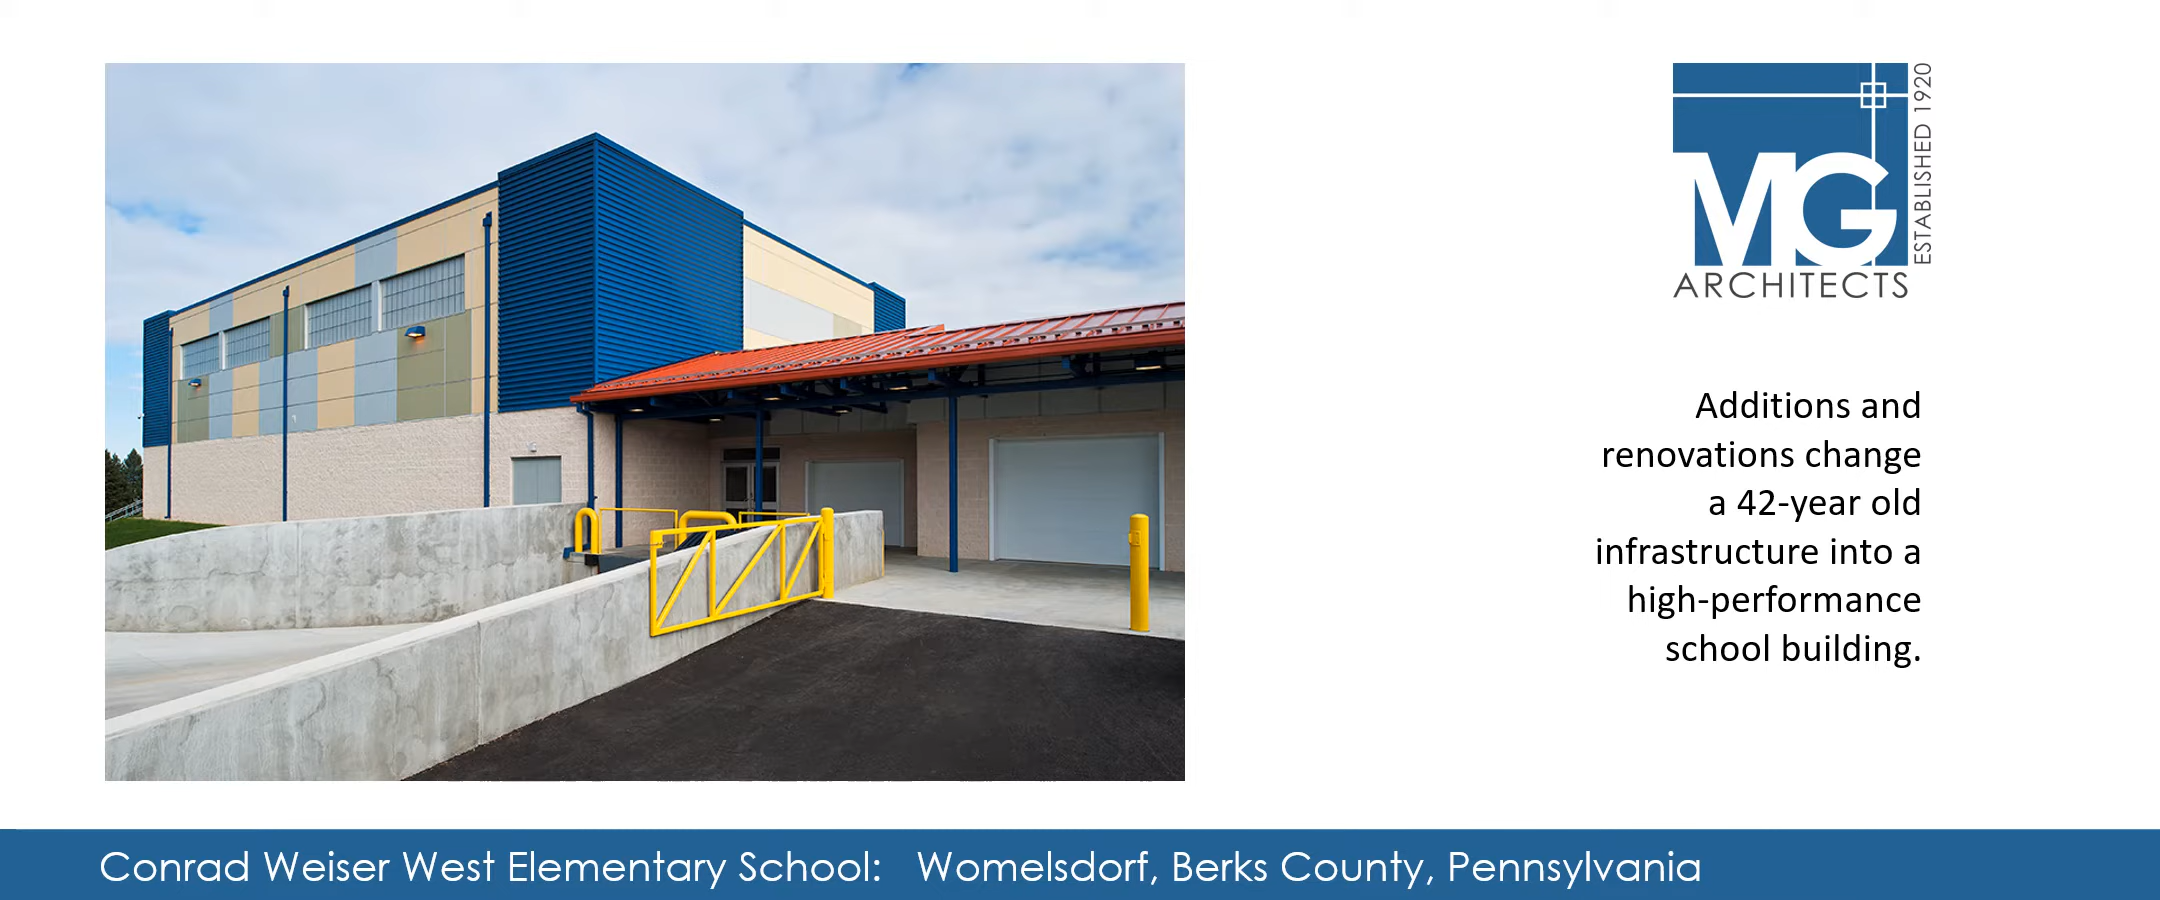 MG
ARCHITECTS
ESTABLISHED 1920
Additions and
renovations change
a 42-year old
infrastructure into a
high-performance
school building.
Conrad Weiser West Elementary School:   Womelsdorf, Berks County, Pennsylvania